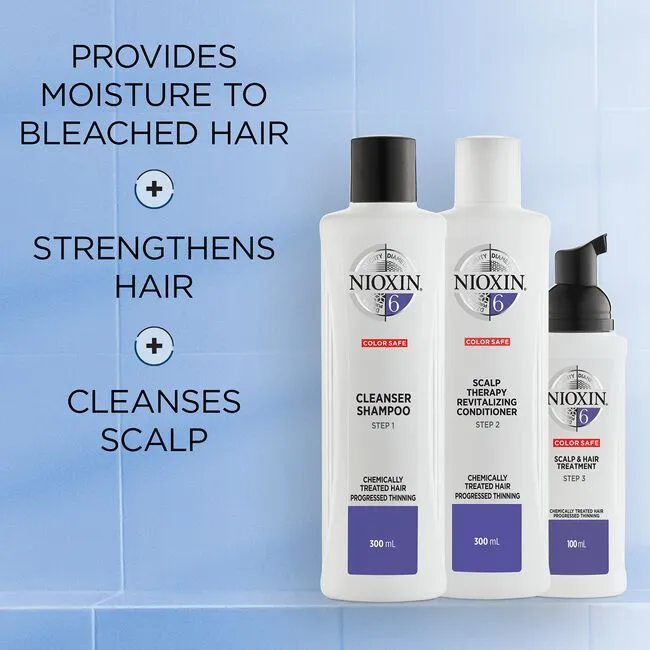 PROVIDES
MOISTURE TO
BLEACHED HAIR
+
STRENGTHENS
HAIR
+
CLEANSES
SCALP
NIOXIN
6
COLOR SAFE
CLEANSER
SHAMPOO
STEP 1
CHEMICALLY
TREATED HAIR
PROGRESSED THINNING
300 mL
NIOXIN
6
COLOR SAFE
SCALP
THERAPY
REVITALIZING
CONDITIONER
STEP 2
CHEMICALLY
TREATED HAIR
PROGRESSED THINNING
300 mL
NIOXIN
6
COLOR SAFE
SCALP & HAIR
TREATMENT
STEP 3
CHEMICALLY TREATED HAIR
PROGRESSED THINNING
100 mL